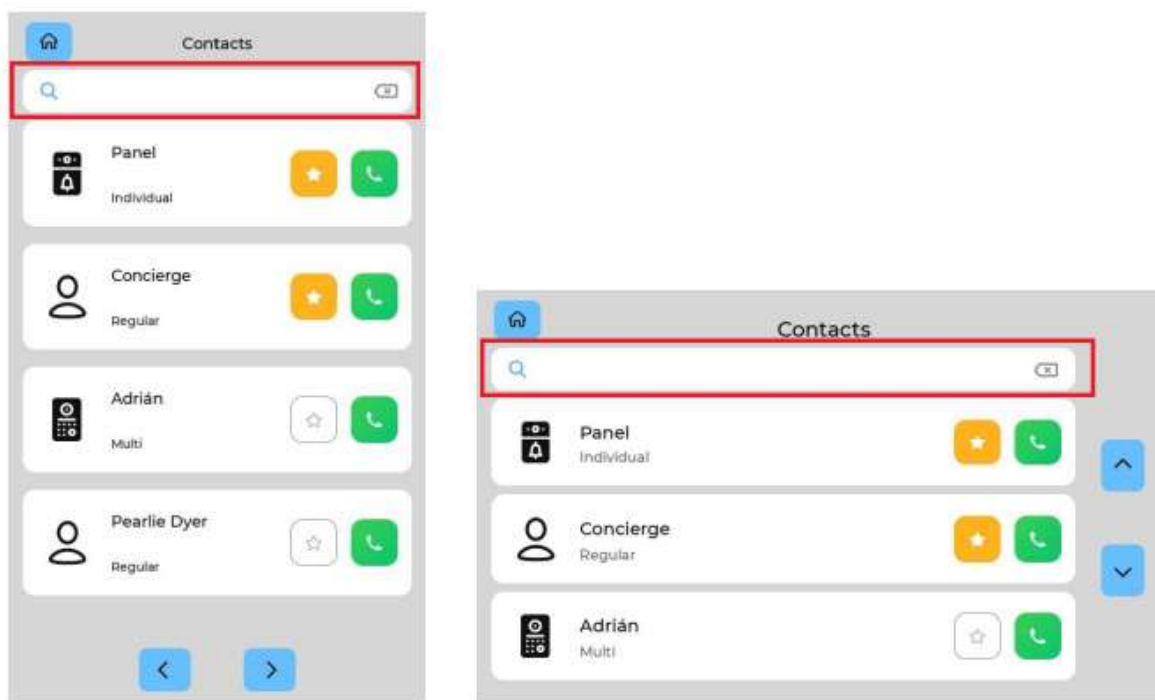 Contacts
Panel
Individual
Concierge
Regular
Adrián
Multi
Pearlie Dyer
Regular
Contacts
Panel
Individual
Concierge
Regular
Adrián
Multi